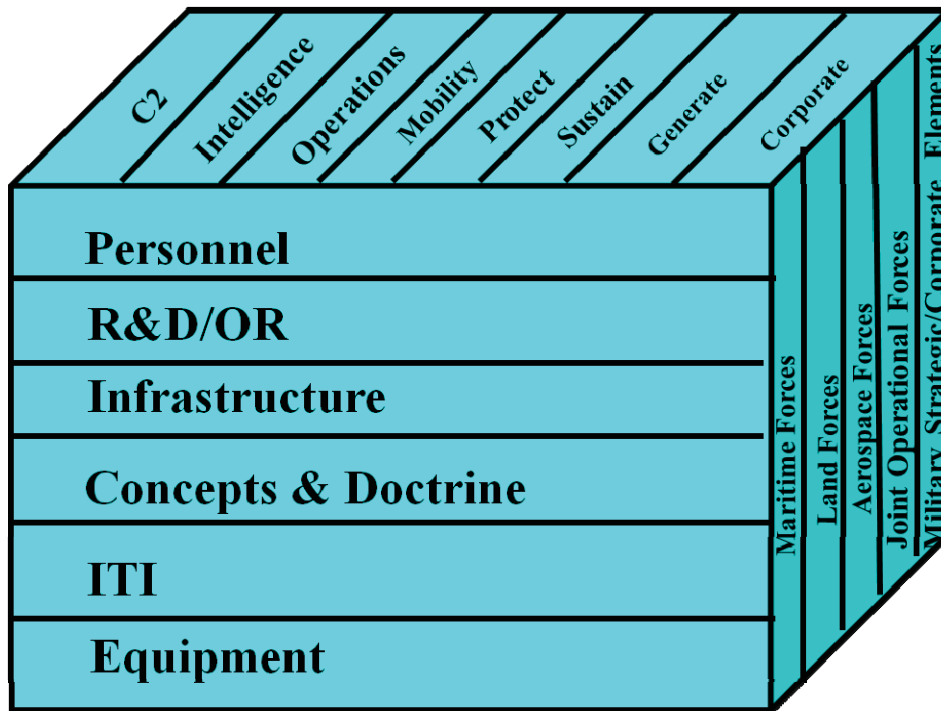 C2
Intelligence
Operations
Mobility
Protect
Sustain
Generate
Corporate
Personnel
R&D/OR
Infrastructure
Concepts & Doctrine
ITI
Equipment
Maritime Forces
Land Forces
Aerospace Forces
Joint Operational Forces
Military Strategic/Corporate Elements